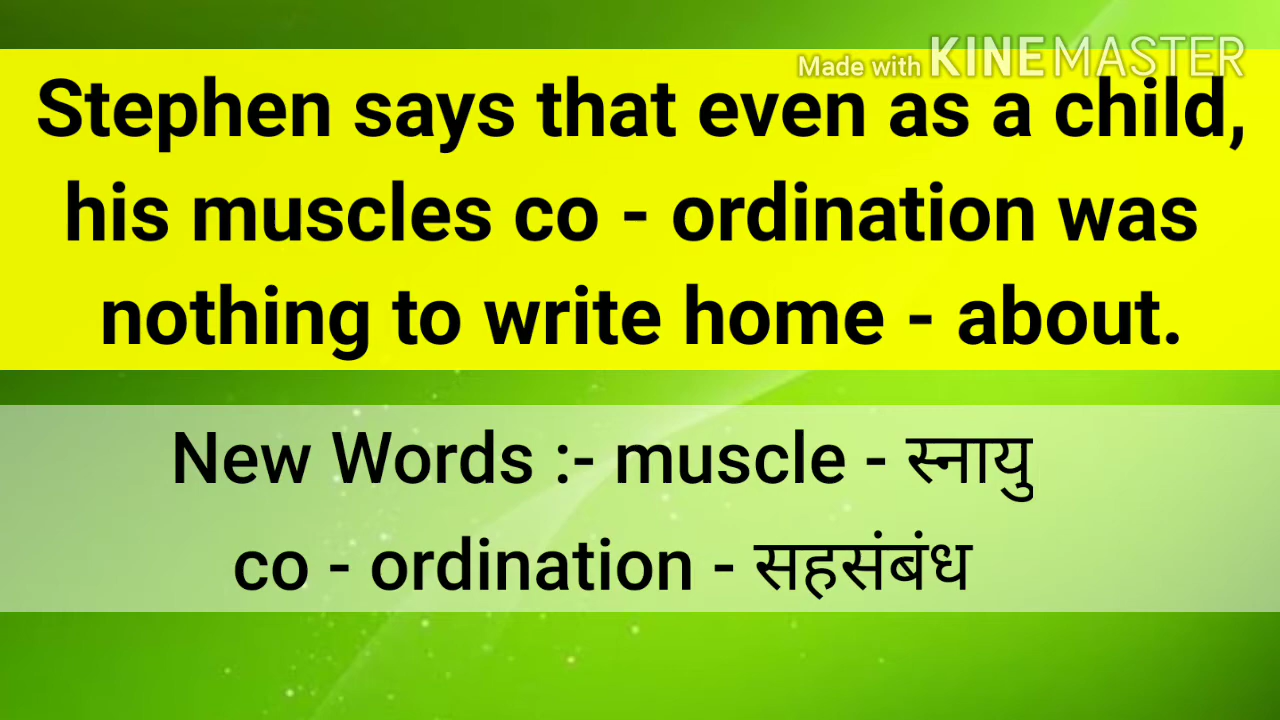 Made with KINEMASTER
Stephen says that even as a child,
his muscles co - ordination was
nothing to write home - about.
New Words :- muscle - स्नायु
co - ordination - सहसंबंध